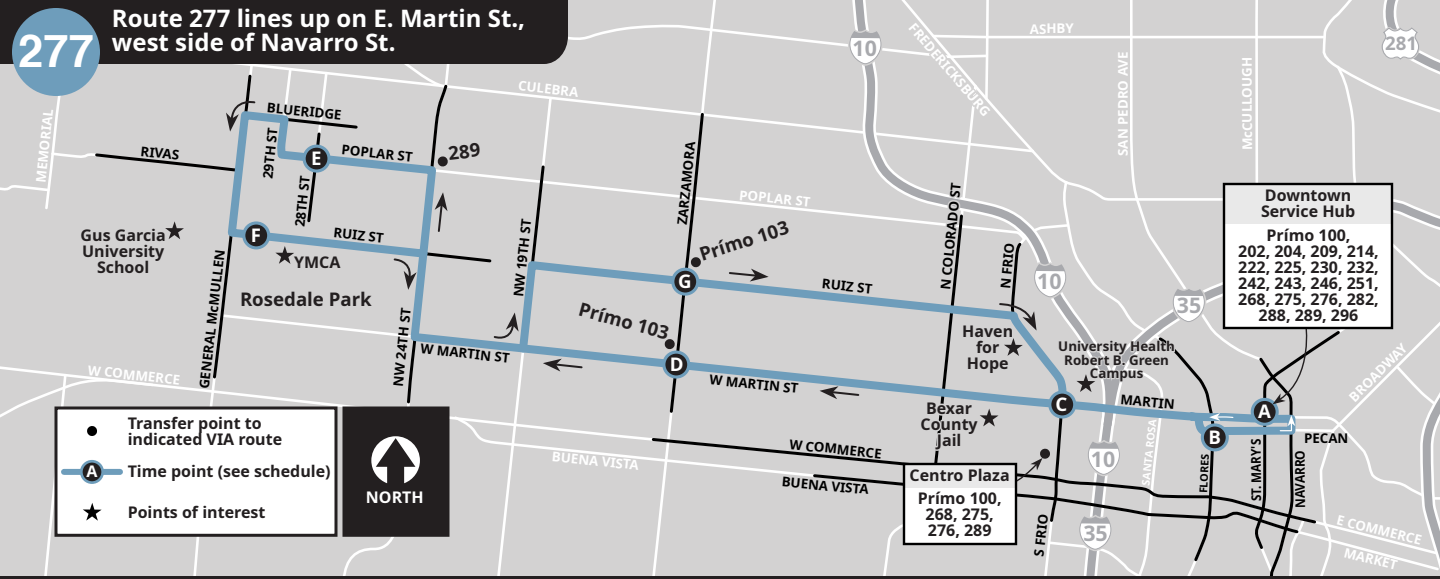 277
Route 277 lines up on E. Martin St.,
west side of Navarro St.
10
281
ASHBY
FREDERICKSBURG
SAN PEDRO AVE
McCULLOUGH
CULEBRA
MEMORIAL
BLUERIDGE
RIVAS
29TH ST
E
POPLAR ST
289
28TH ST
ZARZAMORA
POPLAR ST
N COLORADO ST
Downtown
Service Hub
Prímo 100,
202, 204, 209, 214,
222, 225, 230, 232,
242, 243, 246, 251,
268, 275, 276, 282,
288, 289, 296
Gus Garcia
University
School
F
RUIZ ST
YMCA
Rosedale Park
GENERAL McMULLEN
NW 24TH ST
NW 19TH ST
Prímo 103
G
RUIZ ST
N FRIO
10
35
Prímo 103
W MARTIN ST
D
W MARTIN ST
Haven
for
Hope
University Health
Robert B. Green
Campus
W COMMERCE
BROADWAY
C
MARTIN
A
B
PECAN
Bexar
County
Jail
W COMMERCE
BUENA VISTA
BUENA VISTA
10
SANTA ROSA
FLORES
ST. MARY'S
NAVARRO
Centro Plaza
Prímo 100,
268, 275,
276, 289
35
S FRIO
E COMMERCE
MARKET
Transfer point to
indicated VIA route
A
Time point (see schedule)
Points of interest
NORTH